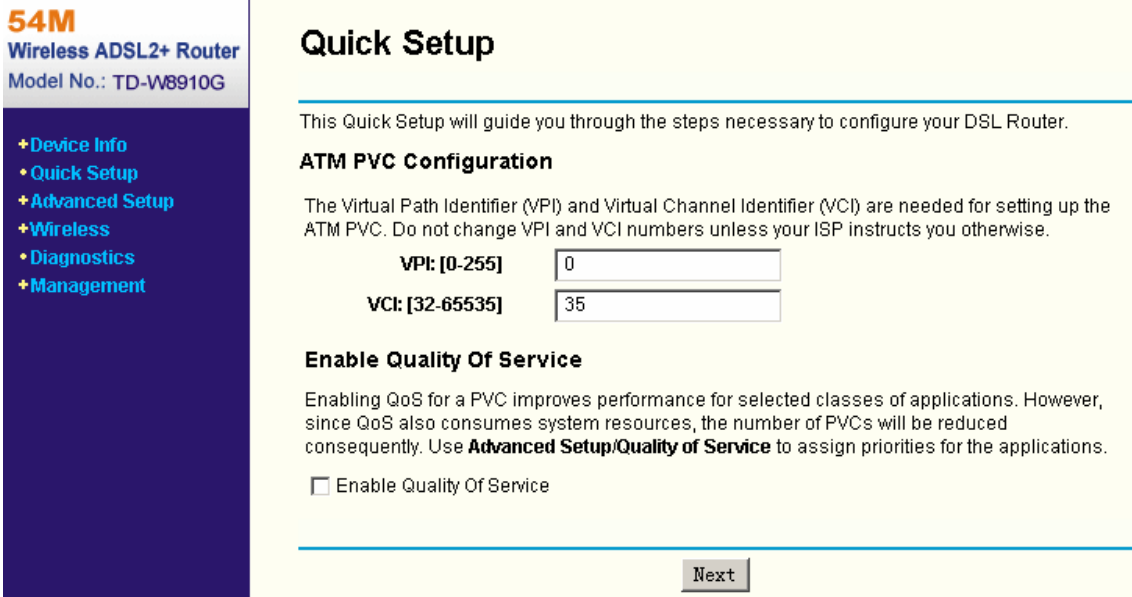 54M
Wireless ADSL2+ Router
Model No.: TD-W8910G
+Device Info
•Quick Setup
+Advanced Setup
+Wireless
•Diagnostics
+Management
Quick Setup
This Quick Setup will guide you through the steps necessary to configure your DSL Router.
ATM PVC Configuration
The Virtual Path Identifier (VPI) and Virtual Channel Identifier (VCI) are needed for setting up the
ATM PVC. Do not change VPI and VCI numbers unless your ISP instructs you otherwise.
VPI: [0-255] 0
VCI: [32-65535] 35
Enable Quality Of Service
Enabling QoS for a PVC improves performance for selected classes of applications. However,
since QoS also consumes system resources, the number of PVCs will be reduced
consequently. Use Advanced Setup/Quality of Service to assign priorities for the applications.
Enable Quality Of Service
Next